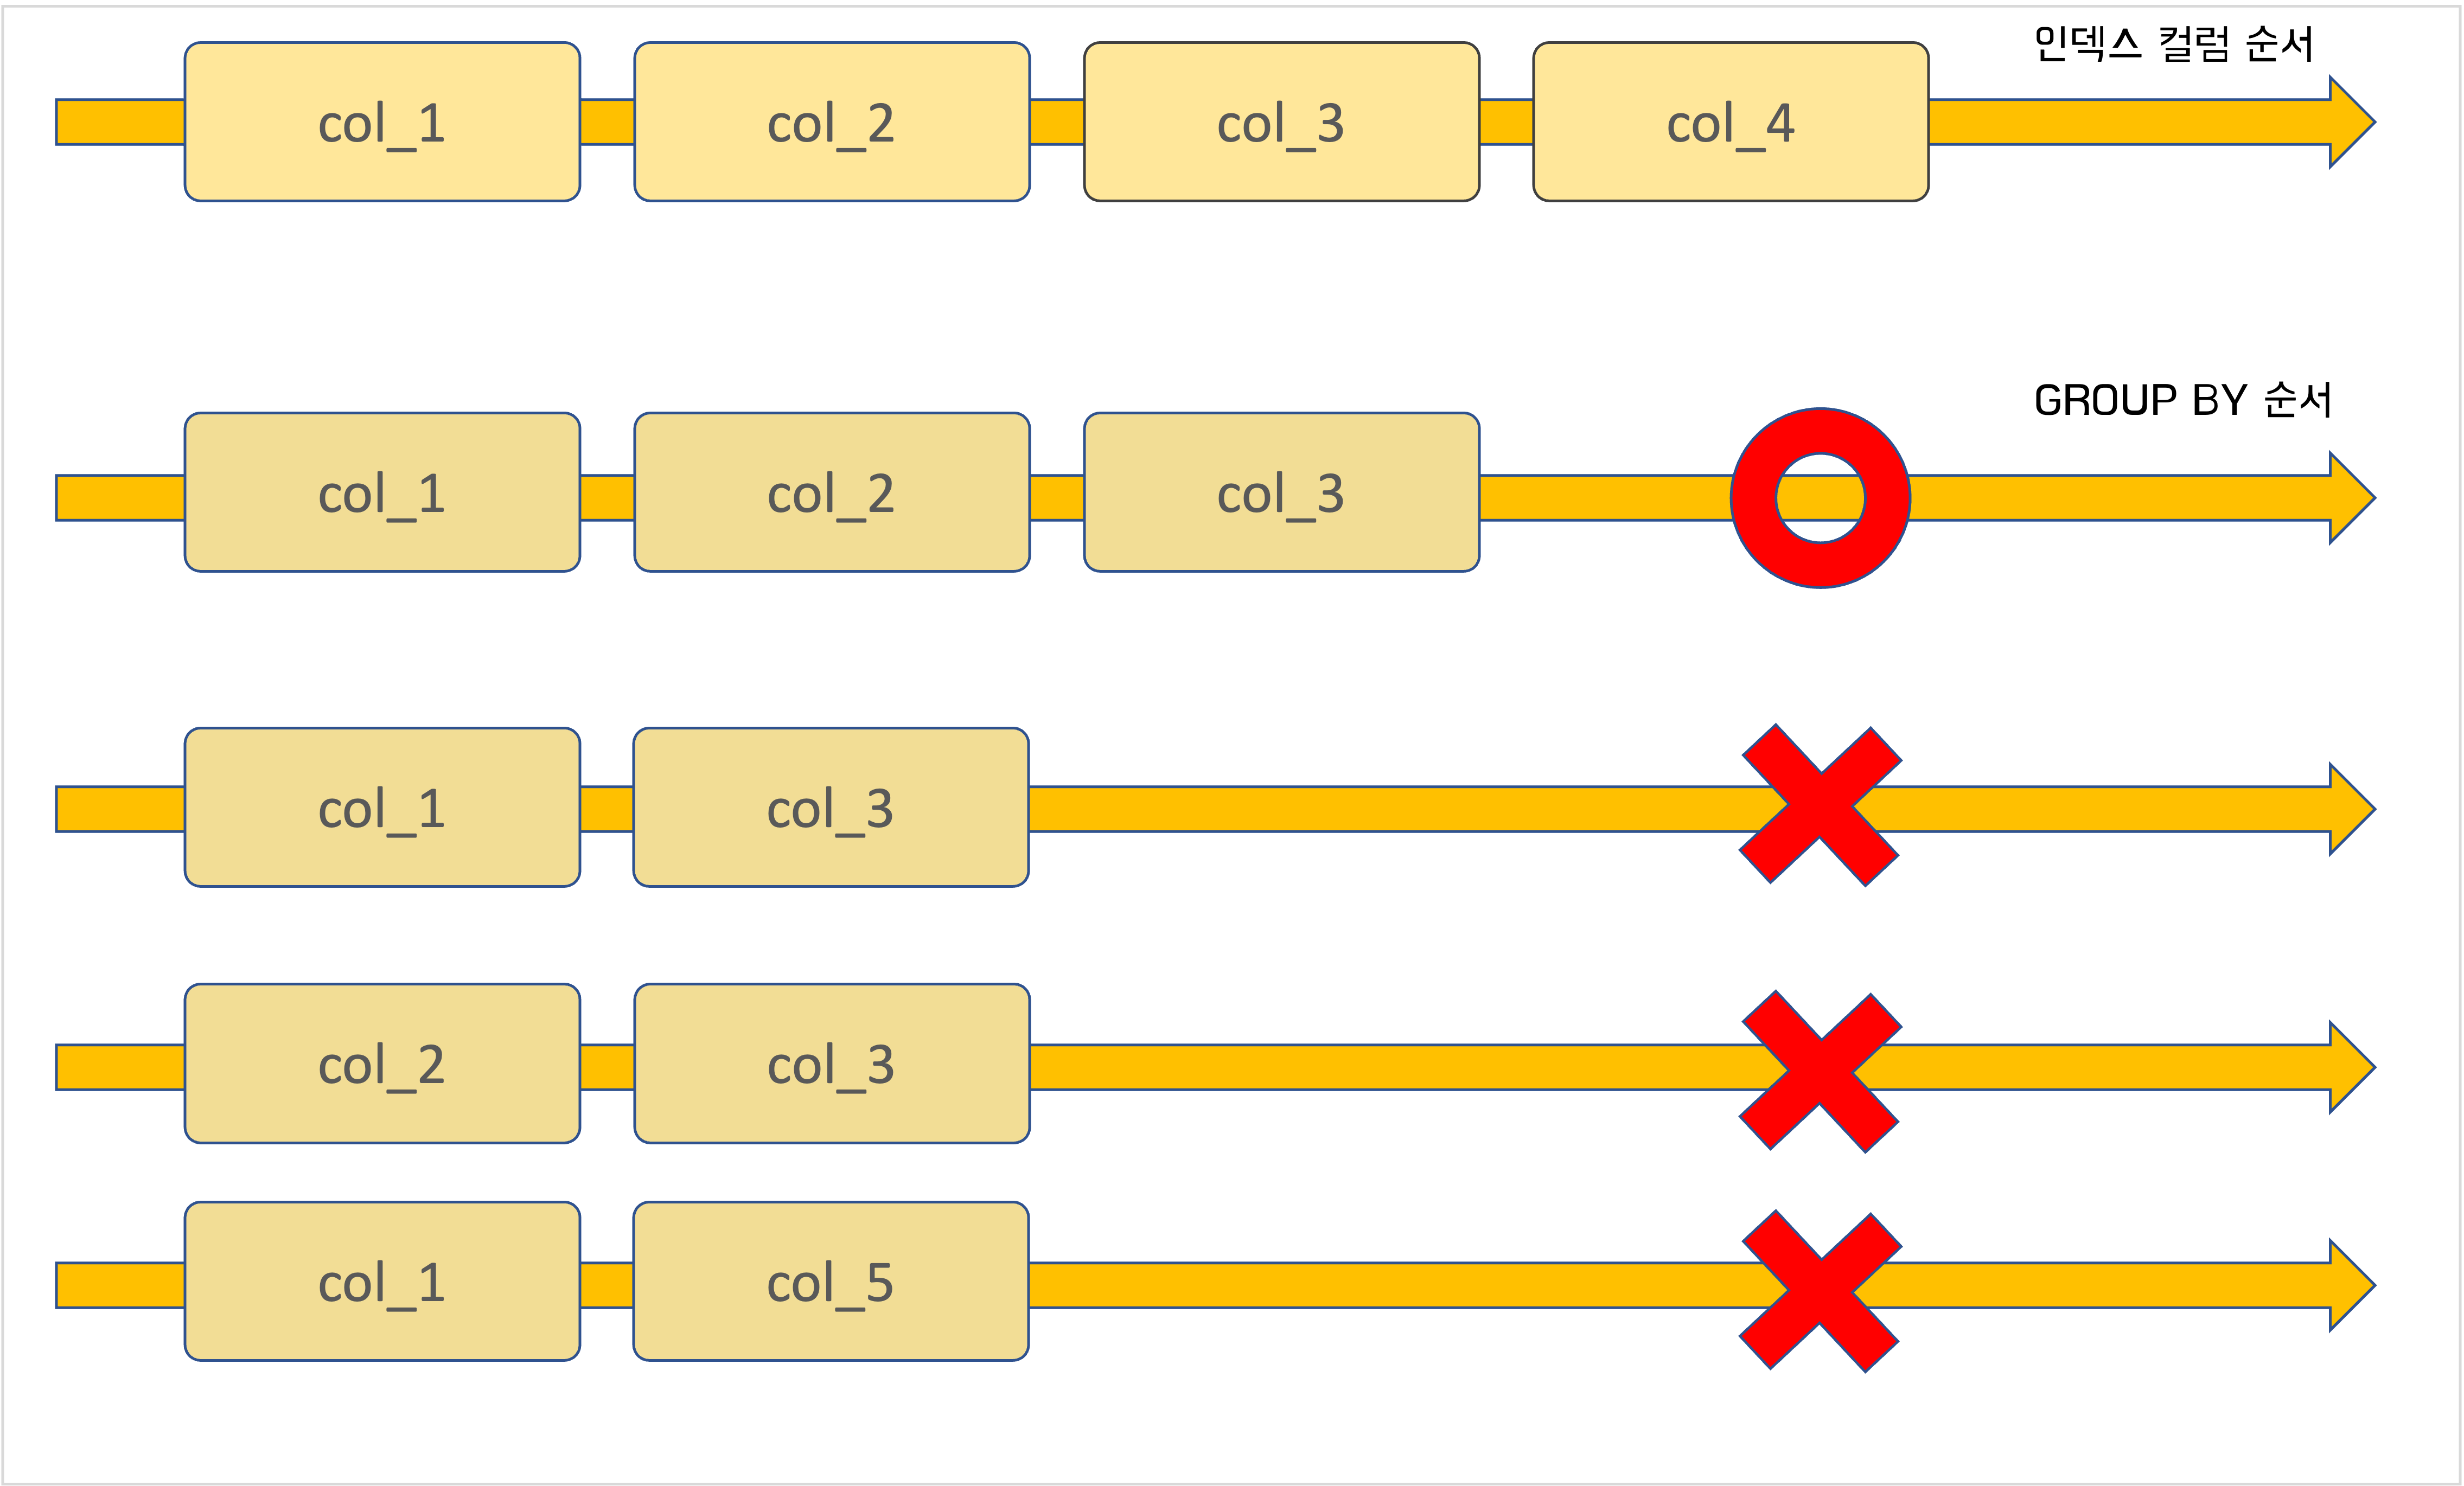 인덱스 컬럼 순서
col_1 col_2 col_3 col_4
GROUP BY 순서
col_1 col_2 col_3
col_1 col_3
col_2 col_3
col_1 col_5